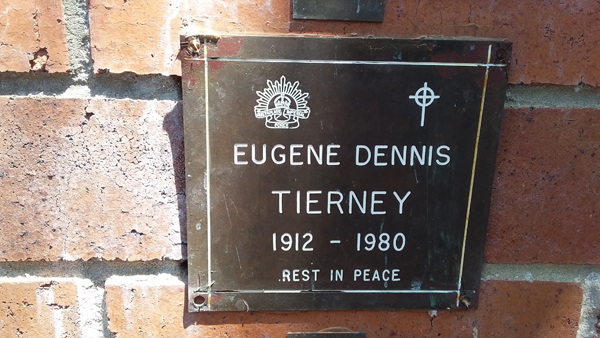 EUGENE DENNIS
TIERNEY
1912 - 1980
REST IN PEACE